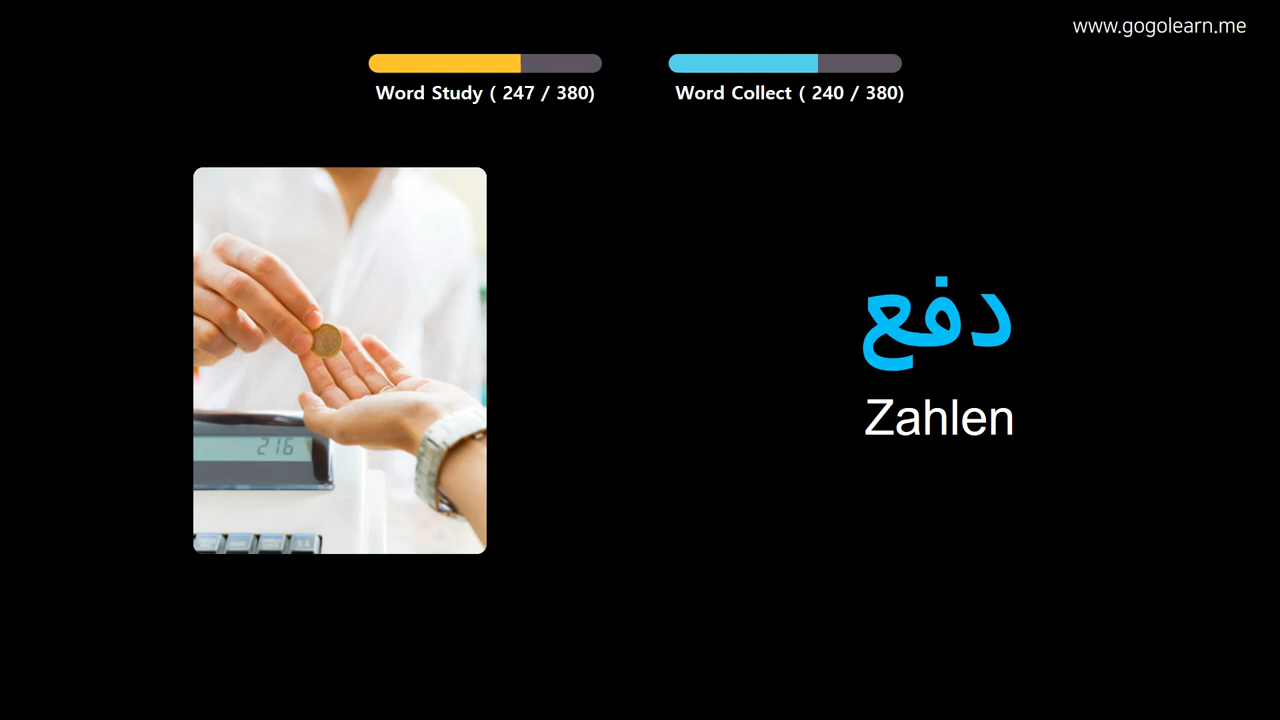 www.gogolearn.me
Word Study ( 247 / 380)
Word Collect ( 240 / 380)
دفع
Zahlen
216